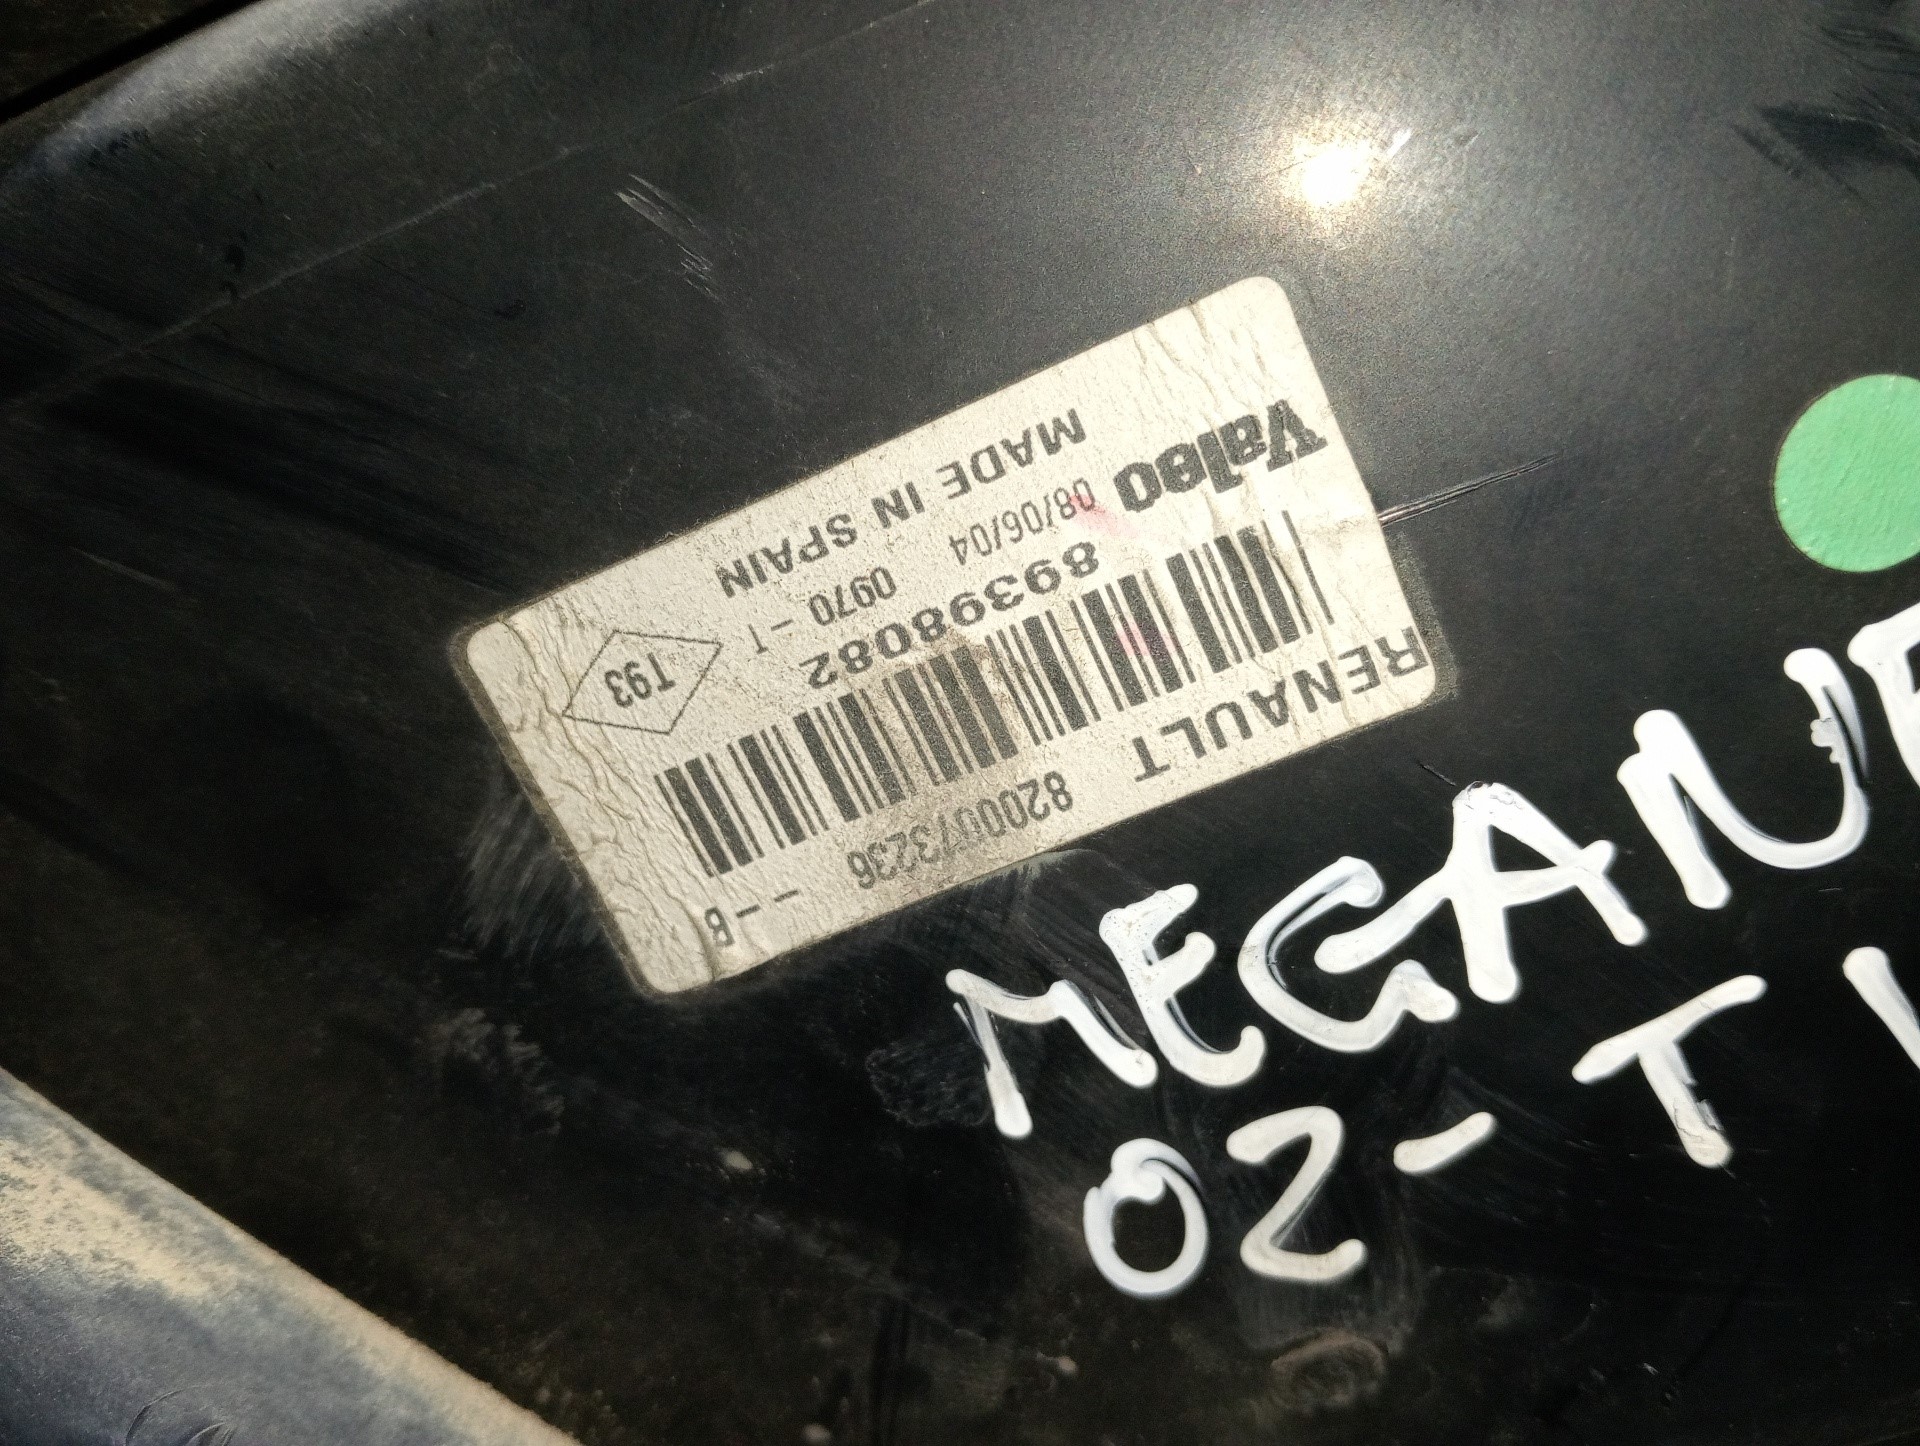 RENAULT 8200073236 --B
89398082
Valeo 08/06/04 0970 - T
MADE IN SPAIN
T93
MEGANE
02- T